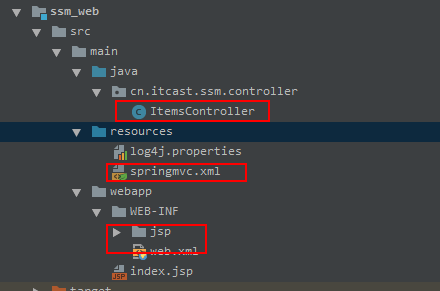 ssm_web
src
main
java
cn.itcast.ssm.controller
ItemsController
resources
log4j.properties
springmvc.xml
webapp
WEB-INF
jsp
web.xml
index.jsp
target